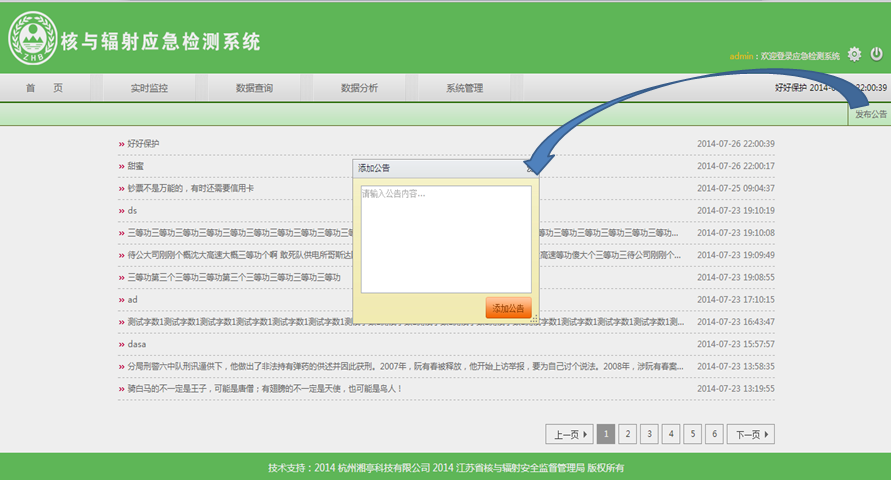 核与辐射应急检测系统
ZHB
admin : 欢迎登录应急检测系统
首 页 实时监控 数据查询 数据分析 系统管理 好好保护 2014-0 22:00:39
发布公告
好好保护 2014-07-26 22:00:39
甜蜜 2014-07-26 22:00:17
钞票不是万能的，有时还需要信用卡 2014-07-25 09:04:37
ds 2014-07-23 19:10:19
三等功三等功三等功三等功三等功三等功三等功三等功三等功三 等功三等功三等功三等功三等功三等功三等功... 2014-07-23 19:10:08
待公大司刚刚个概沈大高速大概三等功个啊 敢死队供电所哥斯达 高速等功傻大个三等功三待公司刚刚个... 2014-07-23 19:09:49
三等功第三个三等功三等功第三个三等功三等功三等功三等功 2014-07-23 19:08:55
ad 2014-07-23 17:10:15
测试字数1测试字数1测试字数1测试字数1测试字数1测试字数1测 试字数1测试字数1测试字数1测试字数1测... 2014-07-23 16:43:47
dasa 2014-07-23 15:57:57
分局刑警六中队刑讯逼供下，他做出了非法持有弹药的供述并因此获刑。2007年，阮有春被释放，他开始上访举报，要为自己讨个说法。2008年，涉阮有春案... 2014-07-23 13:58:35
骑白马的不一定是王子，可能是唐僧；有翅膀的不一定是天使，也可能是鸟人！ 2014-07-23 13:19:55
添加公告
请输入公告内容...
添加公告
上一页 1 2 3 4 5 6 下一页
技术支持：2014 杭州湘亭科技有限公司 2014 江苏省核与辐射安全监督管理局 版权所有